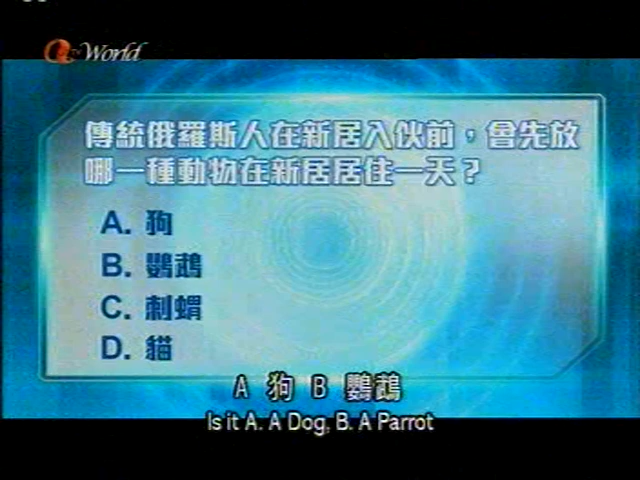 aTV World
傳統俄羅斯人在新居入伙前，會先放
哪一種動物在新居居住一天？
A. 狗
B. 鸚鵡
C. 刺蝟
D. 貓
A 狗 B 鸚鵡
Is it A. A Dog, B. A Parrot